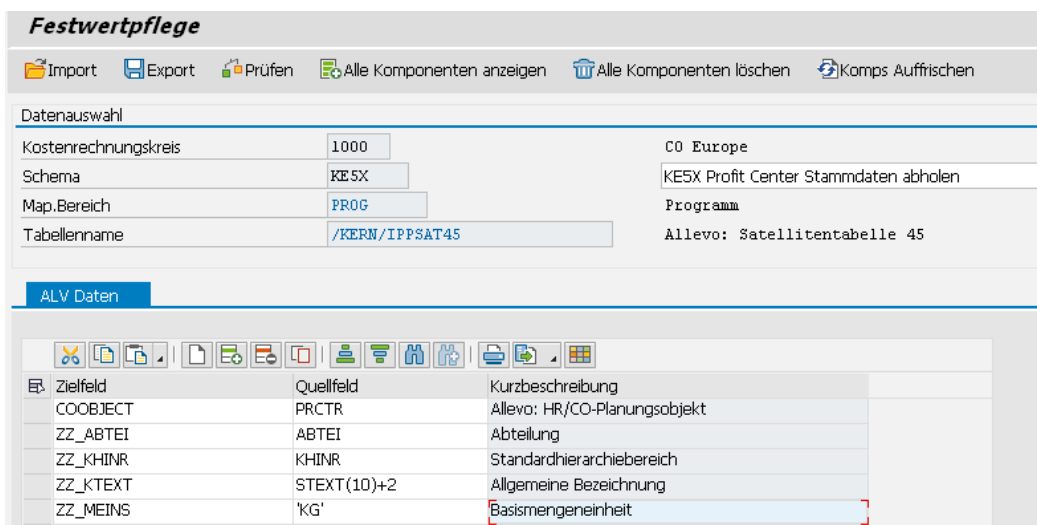 Festwertpflege
Import Export Prüfen Alle Komponenten anzeigen Alle Komponenten löschen Komps Auffrischen
Datenauswahl
Kostenrechnungskreis 1000 CO Europe
Schema KE5X KE5X Profit Center Stammdaten abholen
Map.Bereich PROG Programm
Tabellenname /KERN/IPPSAT45 Allevo: Satellitentabelle 45
ALV Daten
Zielfeld Quellfeld Kurzbeschreibung
COOBJECT PRCTR Allevo: HR/CO-Planungsobjekt
ZZ_ABTEI ABTEI Abteilung
ZZ_KHINR KHINR Standardhierarchiebereich
ZZ_KTEXT STEXT(10)+2 Allgemeine Bezeichnung
ZZ_MEINS 'KG' Basismengeneinheit